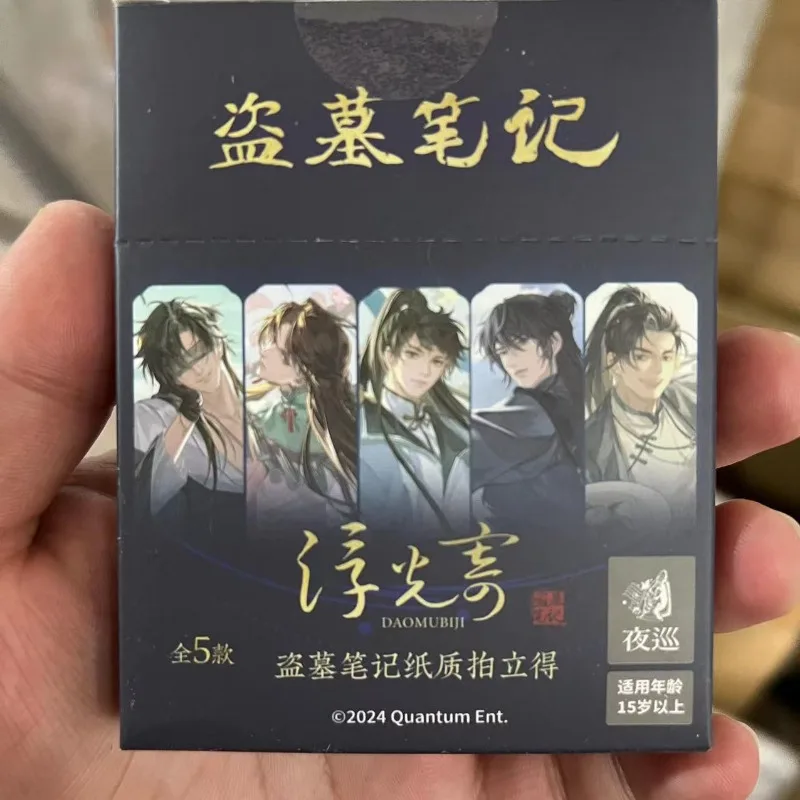 盗墓笔记
浮光寄
DAOMUBIJI
全5款
盗墓笔记纸质拍立得
夜巡
适用年龄
15岁以上
©2024 Quantum Ent.